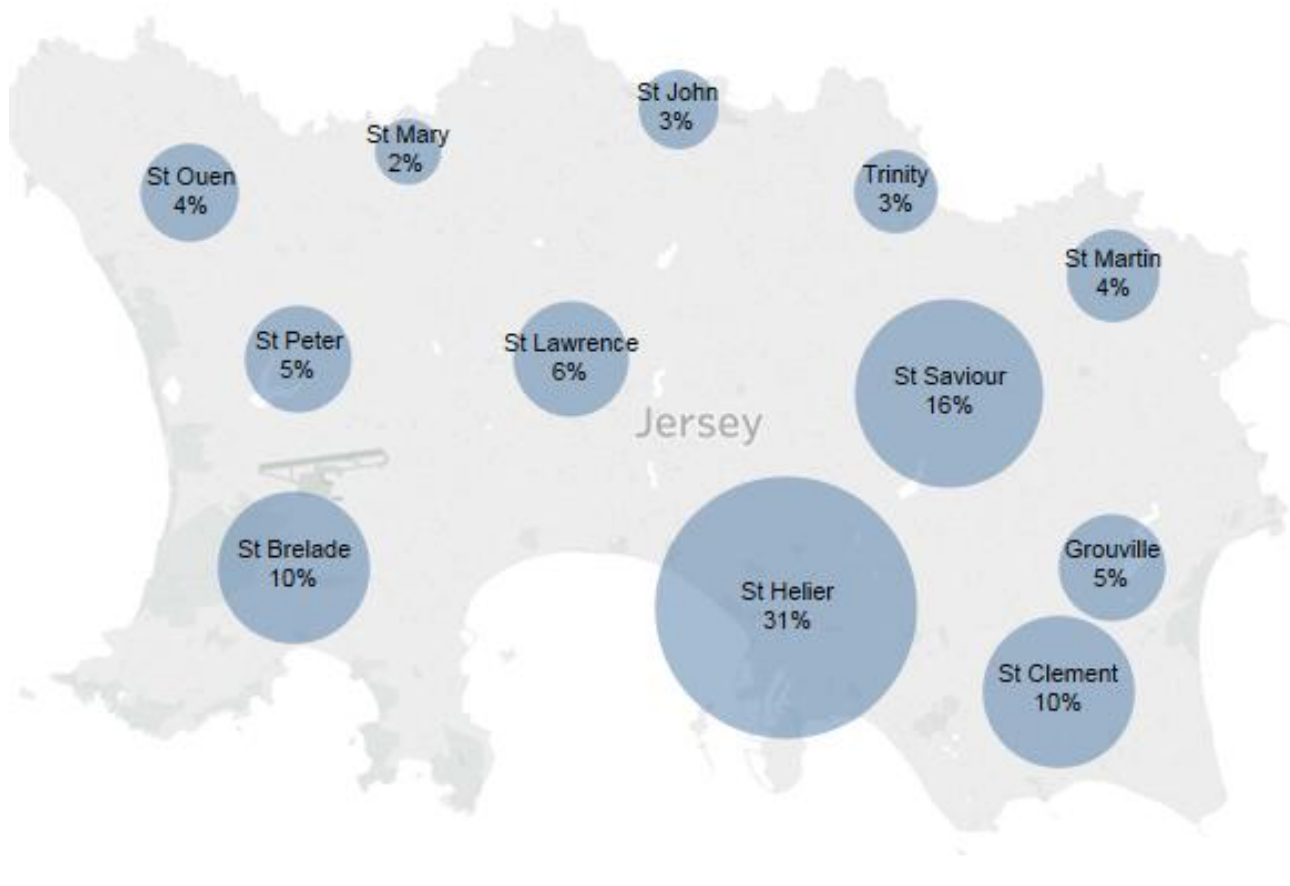 St John
3%
St Mary
2%
St Ouen
4%
Trinity
3%
St Martin
4%
St Peter
5%
St Lawrence
6%
St Saviour
16%
Jersey
St Brelade
10%
St Helier
31%
Grouville
5%
St Clement
10%